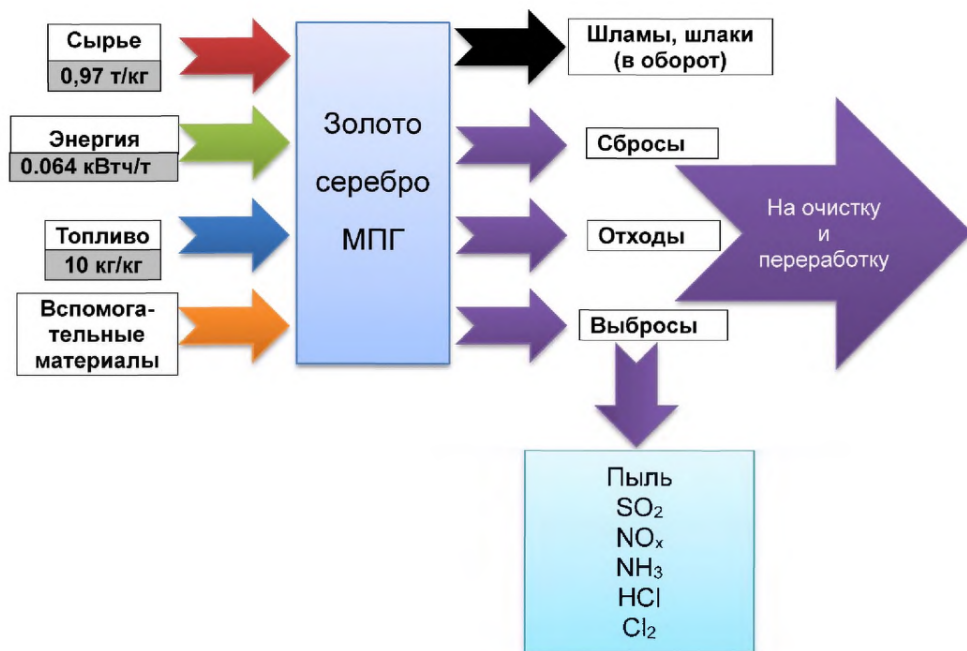 Сырье
0,97 т/кг
Энергия
0.064 кВтч/т
Топливо
10 кг/кг
Вспомога-
тельные
материалы
Золото
серебро
МПГ
Шламы, шлаки
(в оборот)
Сбросы
Отходы
Выбросы
На очистку
и
переработку
Пыль
SO₂
NOₓ
NH₃
HCl
Cl₂